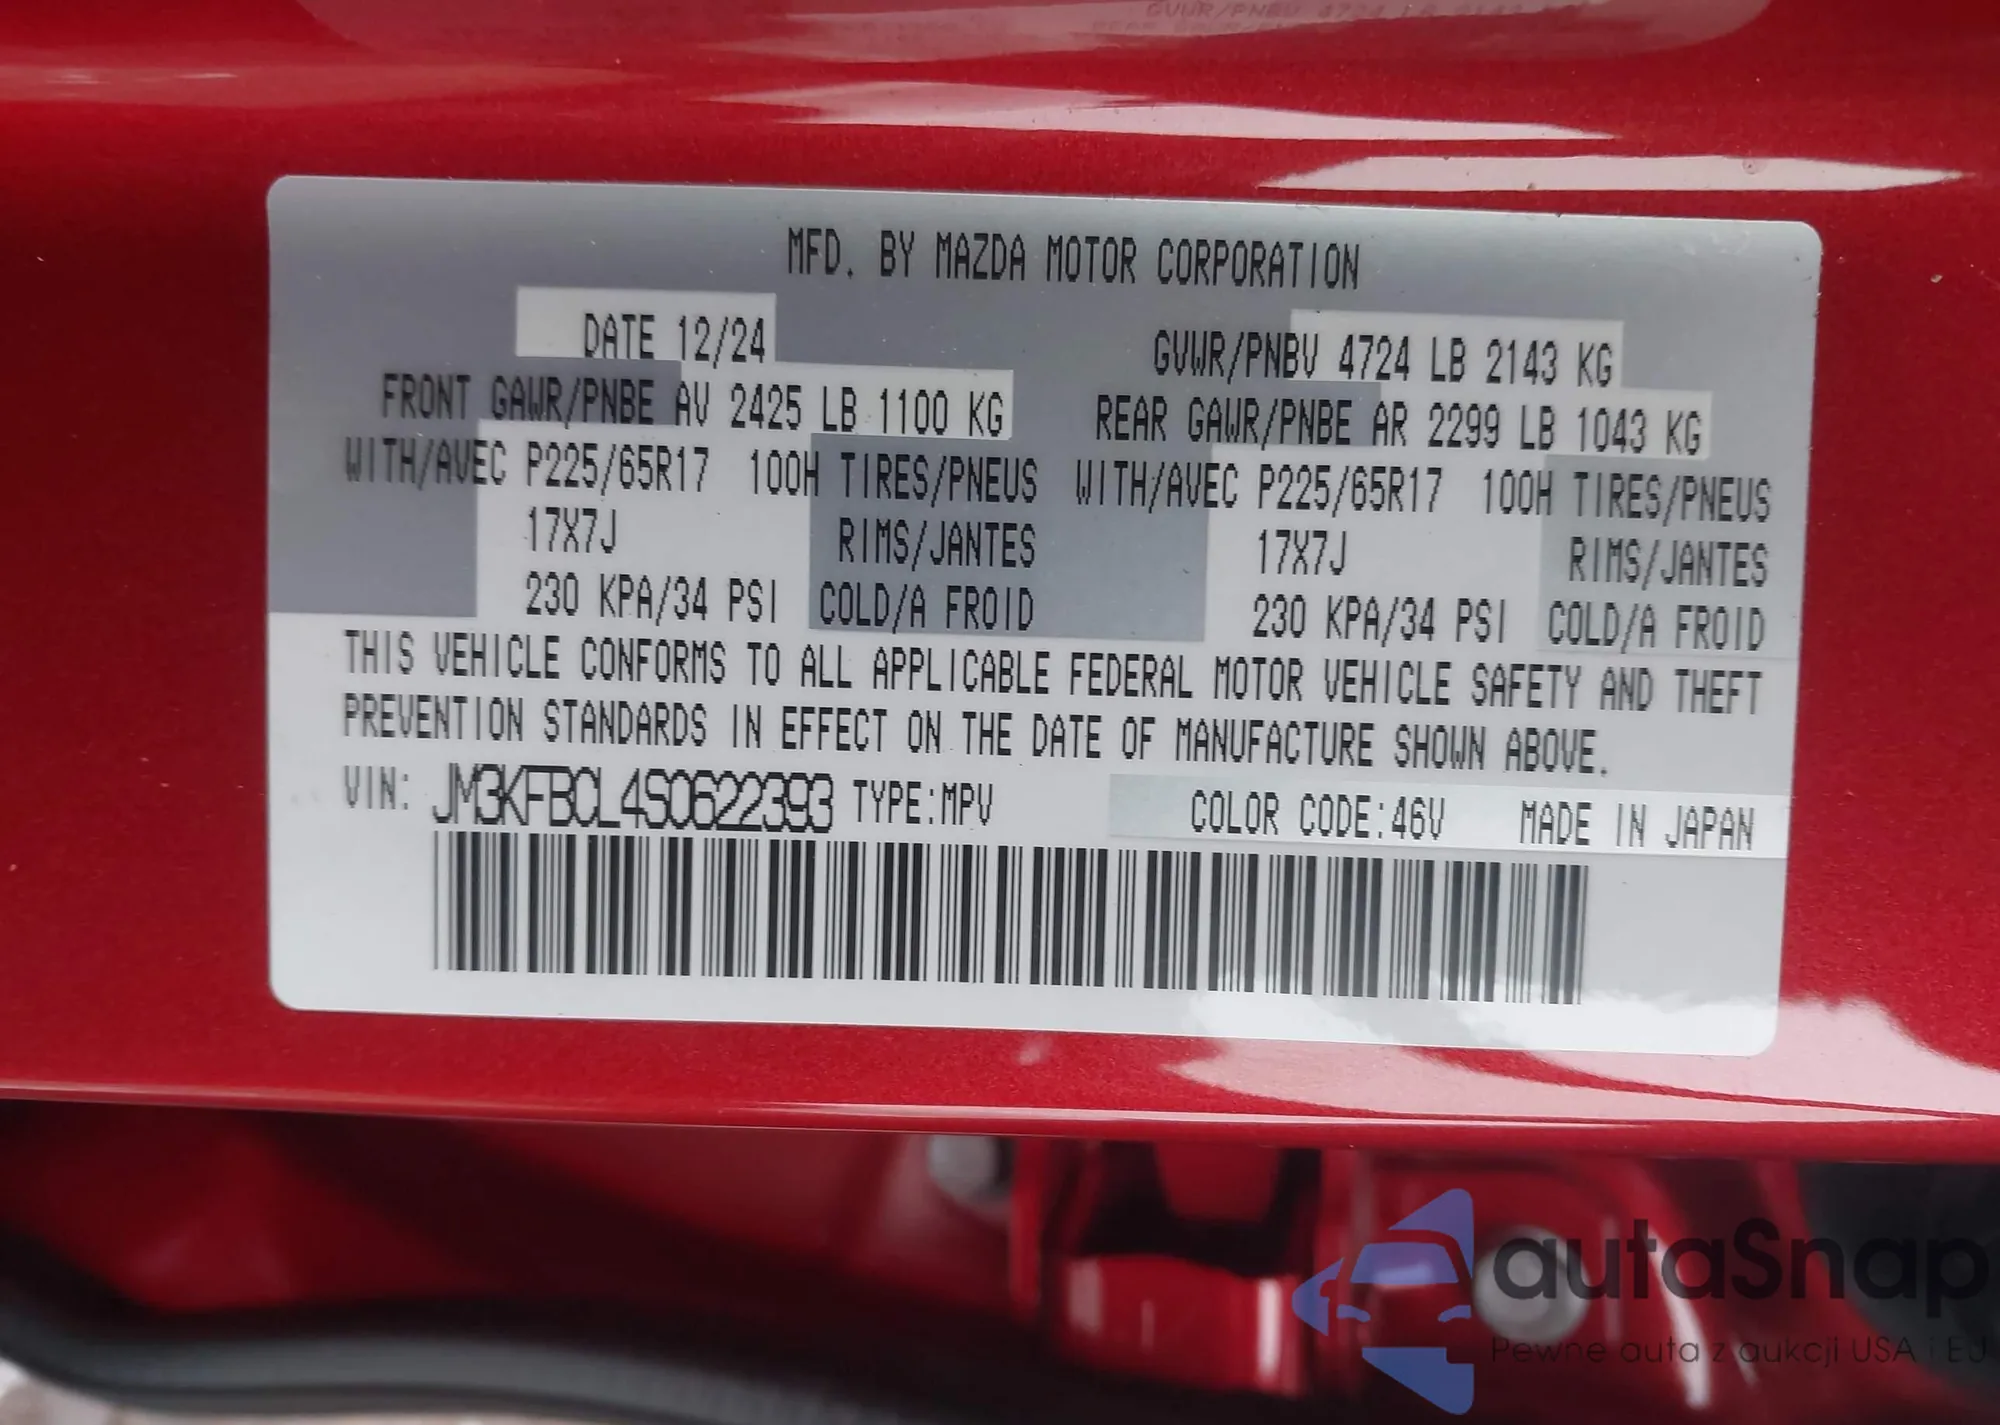 MFD. BY MAZDA MOTOR CORPORATION
DATE 12/24 GVWR/PNBV 4724 LB 2143 KG
FRONT GAWR/PNBE AV 2425 LB 1100 KG REAR GAWR/PNBE AR 2299 LB 1043 KG
WITH/AVEC P225/65R17 100H TIRES/PNEUS WITH/AVEC P225/65R17 100H TIRES/PNEUS
17X7J RIMS/JANTES 17X7J RIMS/JANTES
230 KPA/34 PSI COLD/A FROID 230 KPA/34 PSI COLD/A FROID
THIS VEHICLE CONFORMS TO ALL APPLICABLE FEDERAL MOTOR VEHICLE SAFETY AND THEFT
PREVENTION STANDARDS IN EFFECT ON THE DATE OF MANUFACTURE SHOWN ABOVE.
VIN: JM3KFBCL4S0622393 TYPE:MPV COLOR CODE:46V MADE IN JAPAN
autaSnap
Pewne auta z aukcji USA i EU